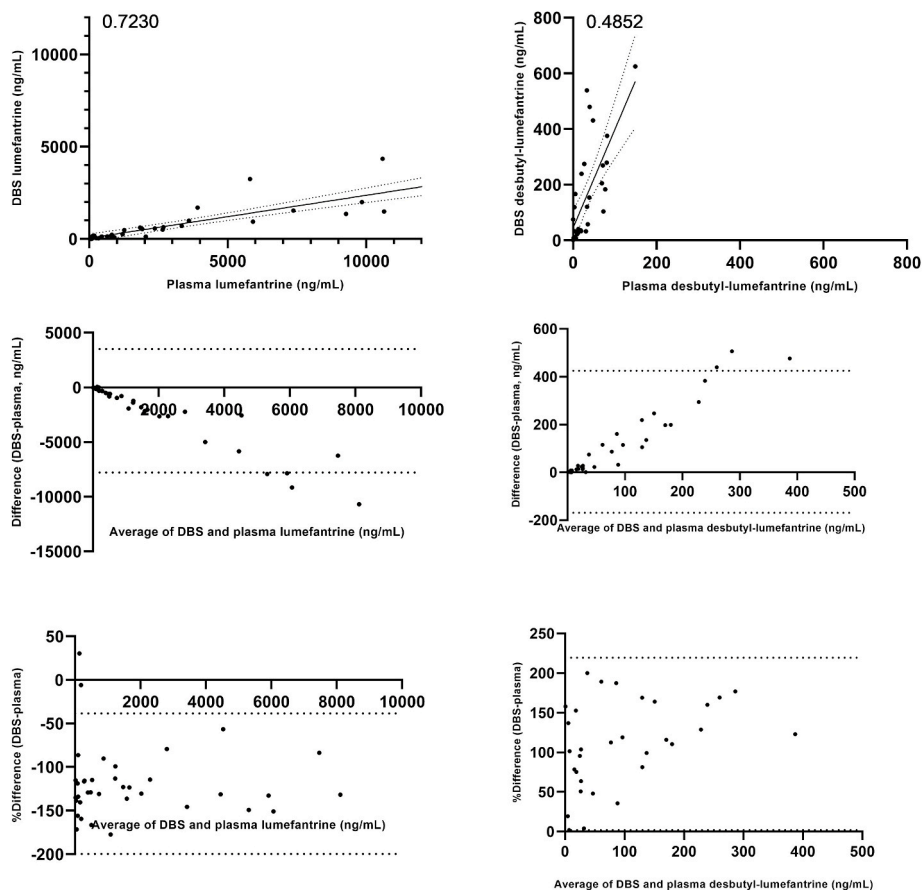 0.7230
DBS lumefantrine (ng/mL)
10000
5000
0
0 5000 10000
Plasma lumefantrine (ng/mL)
0.4852
DBS desbutyl-lumefantrine (ng/mL)
800
600
400
200
0
0 200 400 600 800
Plasma desbutyl-lumefantrine (ng/mL)
Difference (DBS-plasma, ng/mL)
5000
0
-5000
-10000
-15000
2000 4000 6000 8000 10000
Average of DBS and plasma lumefantrine (ng/mL)
Difference (DBS-plasma, ng/mL)
600
400
200
0
-200
100 200 300 400 500
Average of DBS and plasma desbutyl-lumefantrine (ng/mL)
%Difference (DBS-plasma)
50
0
-50
-100
-150
-200
2000 4000 6000 8000 10000
Average of DBS and plasma lumefantrine (ng/mL)
%Difference (DBS-plasma)
250
200
150
100
50
0
0 100 200 300 400 500
Average of DBS and plasma desbutyl-lumefantrine (ng/mL)